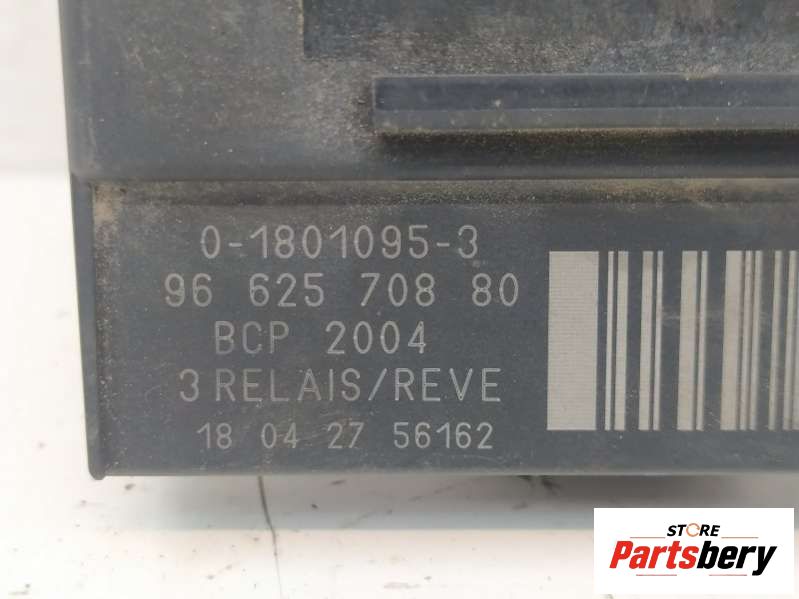 0-1801095-3
96 625 708 80
BCP 2004
3 RELAIS/REVE
18 04 27 56162
STORE
Partsbery